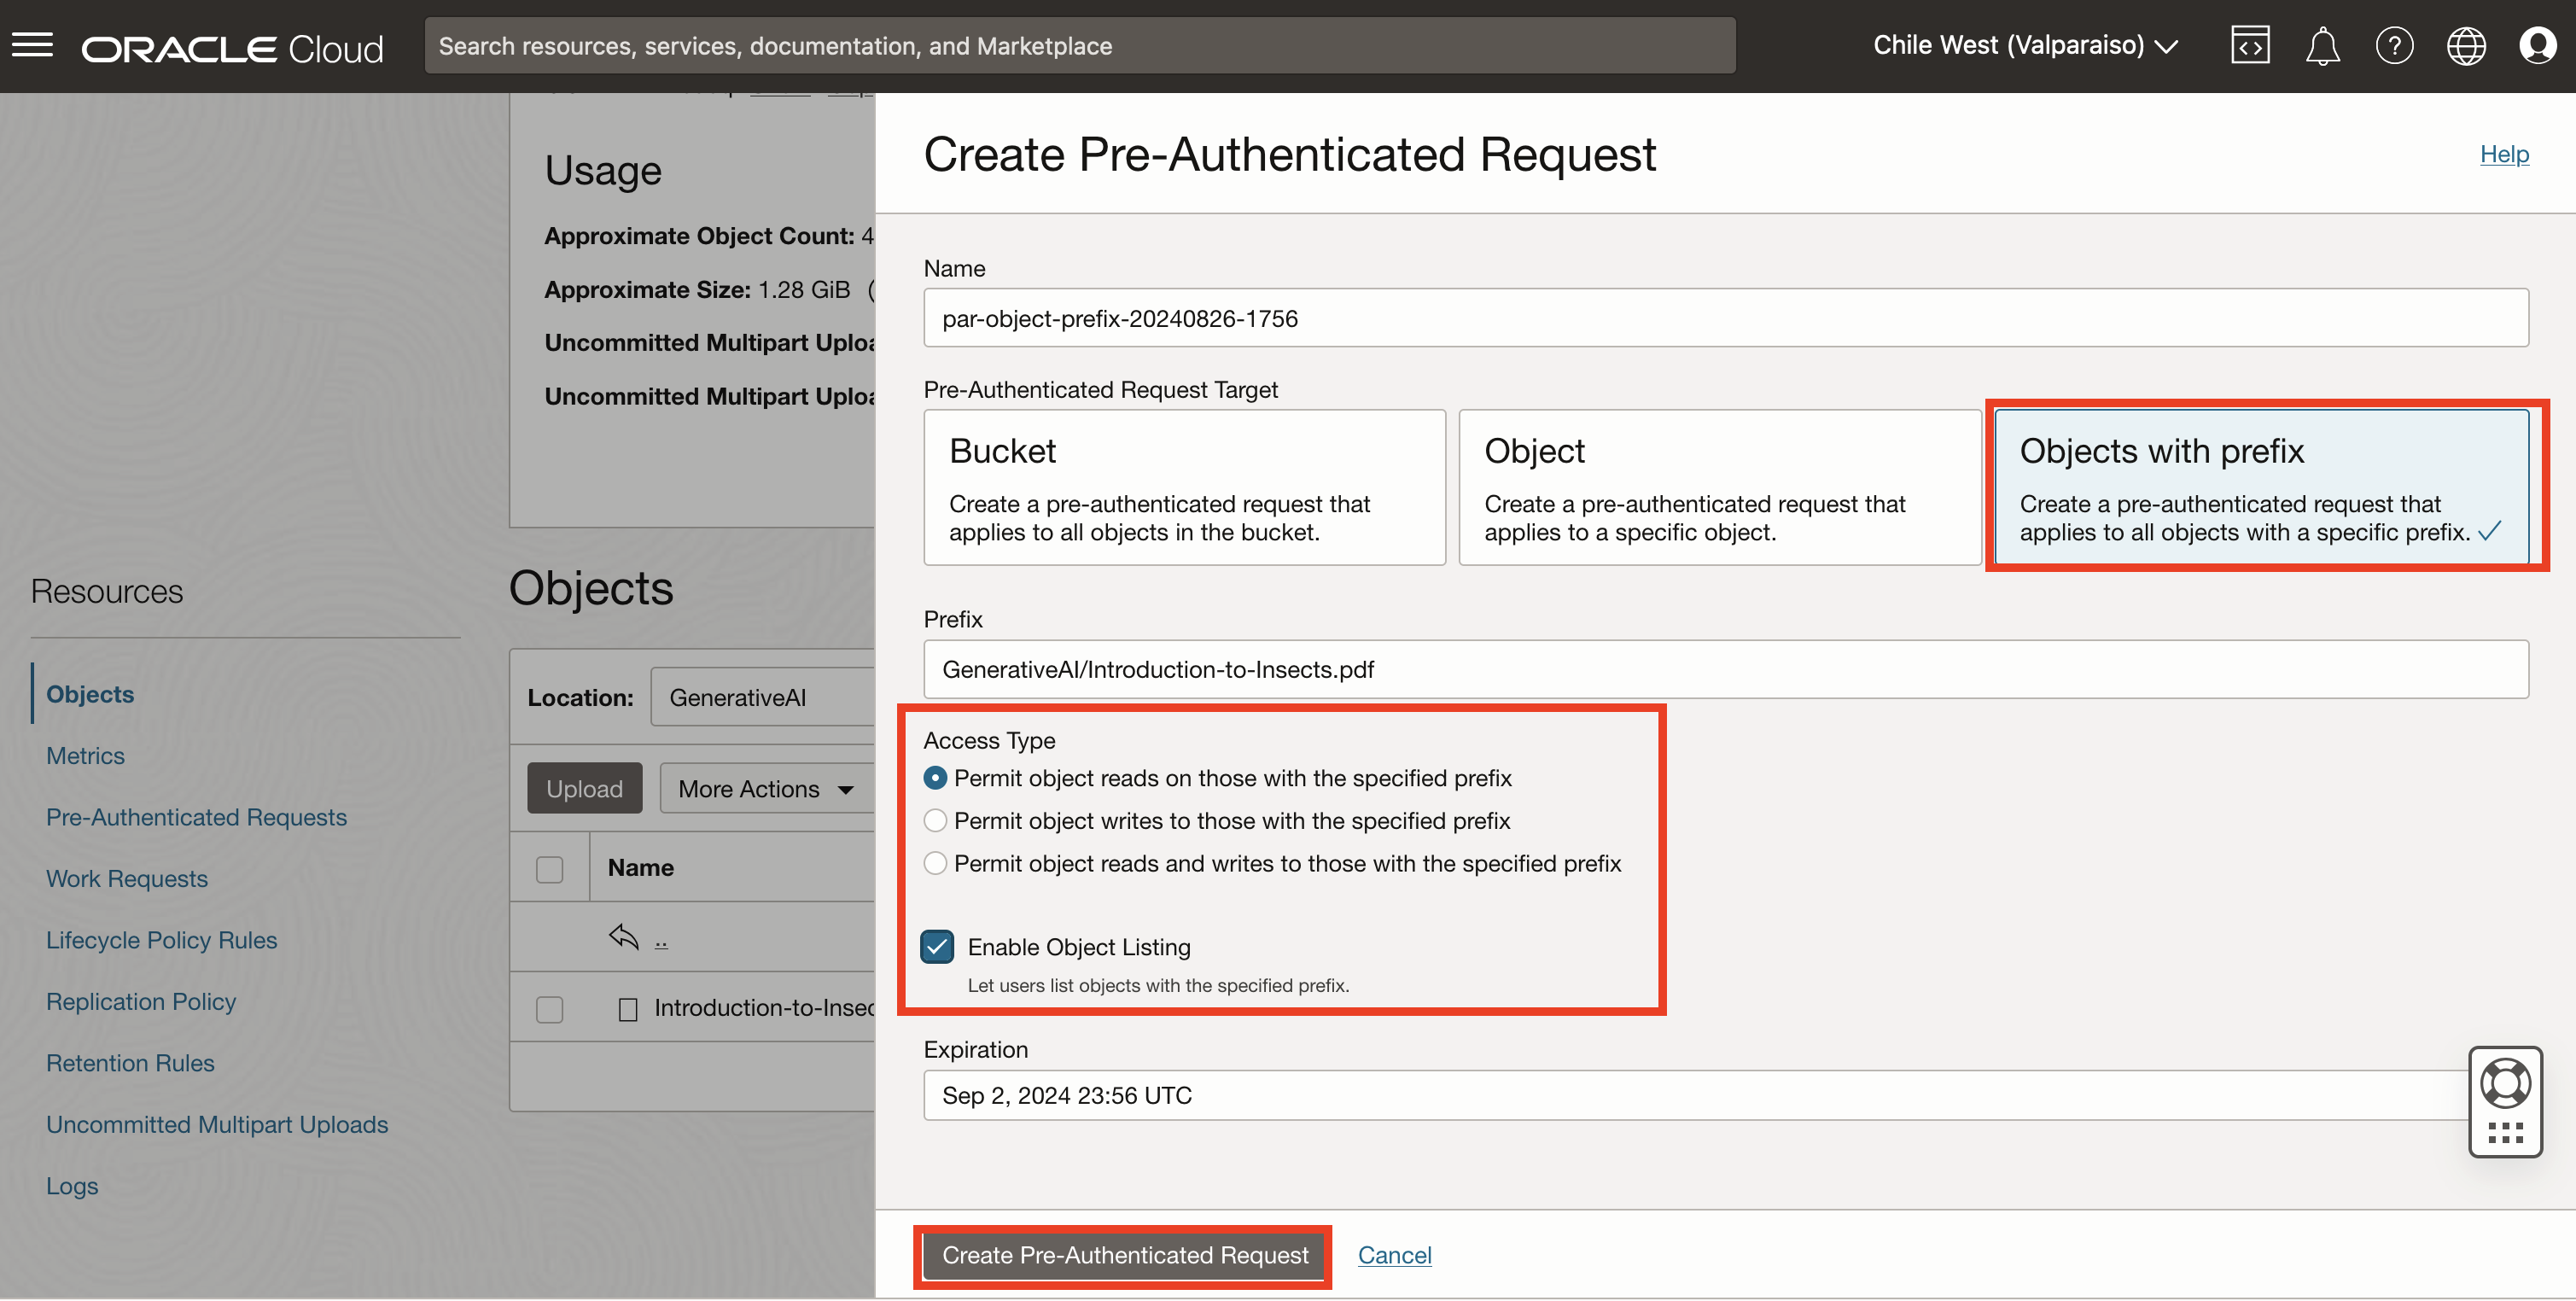 ORACLE Cloud
Search resources, services, documentation, and Marketplace
Chile West (Valparaiso)
Usage
Approximate Object Count: 4
Approximate Size: 1.28 GiB (
Uncommitted Multipart Uploa
Uncommitted Multipart Uploa
Resources
Objects
Metrics
Pre-Authenticated Requests
Work Requests
Lifecycle Policy Rules
Replication Policy
Retention Rules
Uncommitted Multipart Uploads
Logs
Objects
Location: GenerativeAI
Upload More Actions
Name
..
Introduction-to-Insec
Create Pre-Authenticated Request
Help
Name
par-object-prefix-20240826-1756
Pre-Authenticated Request Target
Bucket
Create a pre-authenticated request that
applies to all objects in the bucket.
Object
Create a pre-authenticated request that
applies to a specific object.
Objects with prefix
Create a pre-authenticated request that
applies to all objects with a specific prefix.
Prefix
GenerativeAI/Introduction-to-Insects.pdf
Access Type
Permit object reads on those with the specified prefix
Permit object writes to those with the specified prefix
Permit object reads and writes to those with the specified prefix
Enable Object Listing
Let users list objects with the specified prefix.
Expiration
Sep 2, 2024 23:56 UTC
Create Pre-Authenticated Request Cancel